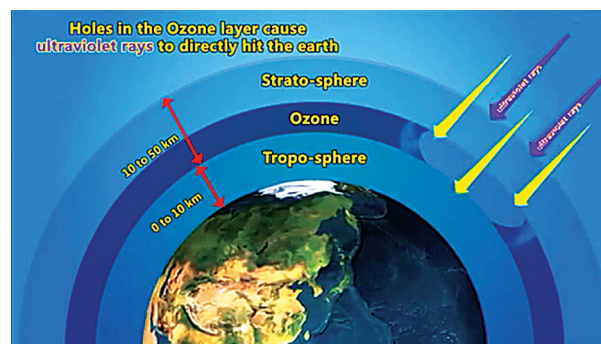 Holes in the Ozone layer cause
ultraviolet rays to directly hit the earth
Strato-sphere
Ozone
Tropo-sphere
10 to 50 km
0 to 10 km
ultraviolet rays
ultraviolet rays